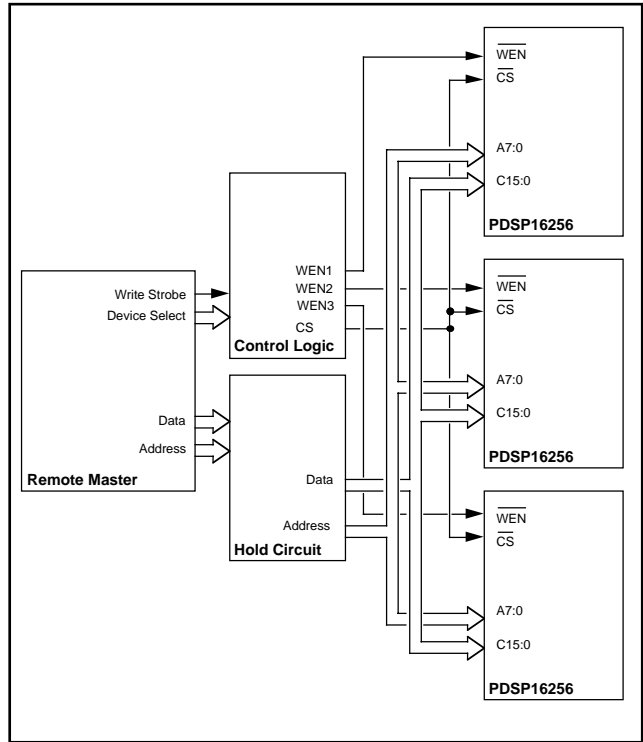 WEN
CS
A7:0
C15:0
PDSP16256
WEN1
WEN2
WEN3
CS
Control Logic
Write Strobe
Device Select
Data
Address
Remote Master
Data
Address
Hold Circuit
WEN
CS
A7:0
C15:0
PDSP16256
WEN
CS
A7:0
C15:0
PDSP16256